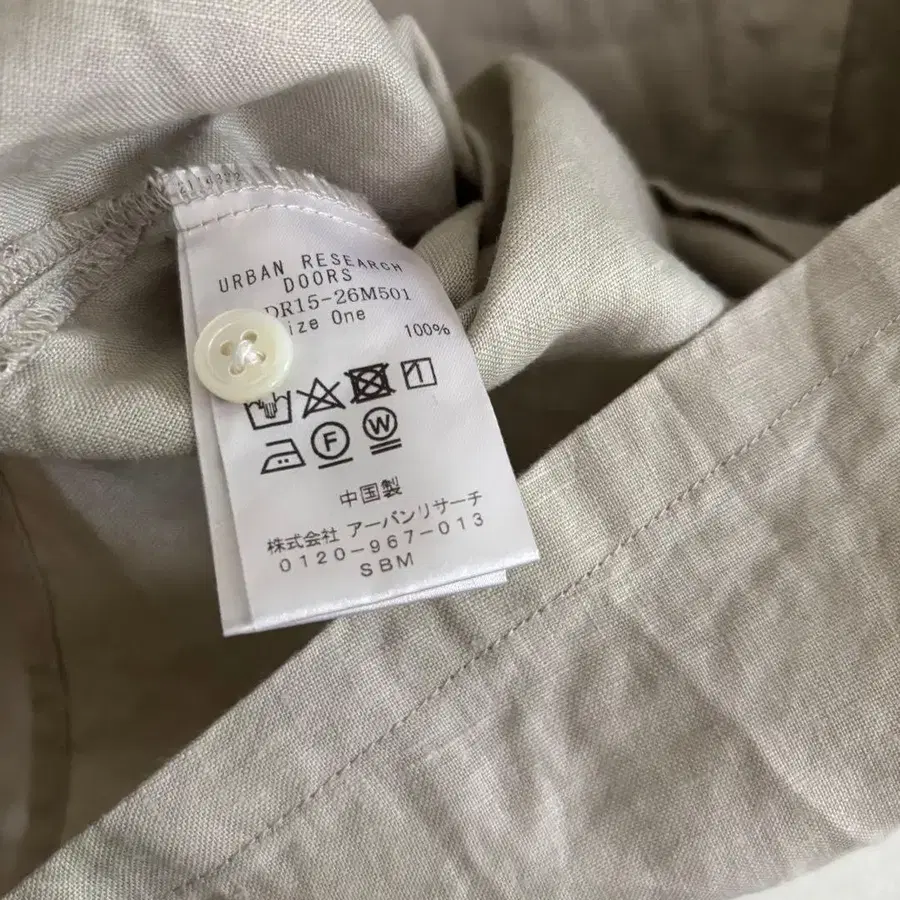 URBAN RESEARCH
DOORS
DR15-26M501
Size One
100%
F
W
中国製
株式会社 アーバンリサーチ
0120-967-013
SBM